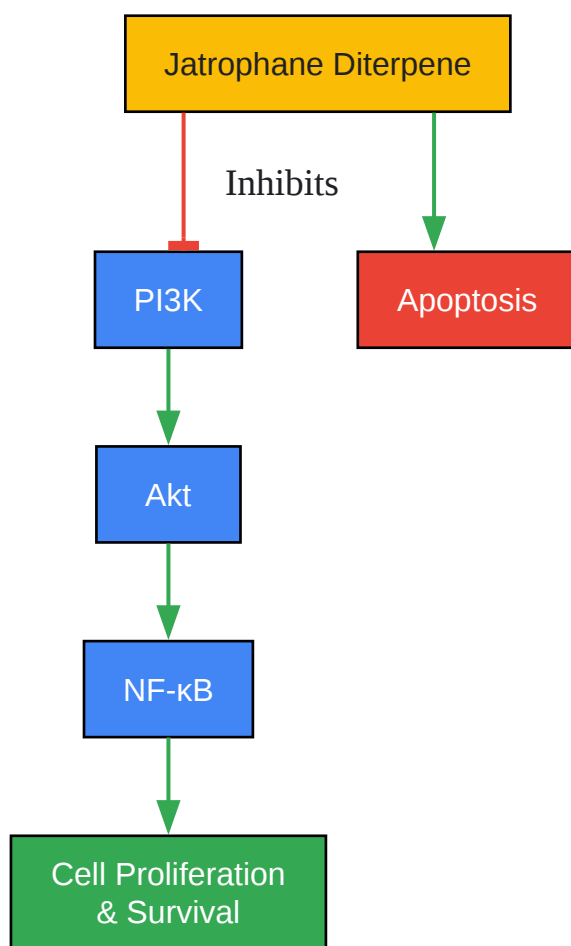 Jatrophane Diterpene
Inhibits
PI3K
Apoptosis
Akt
NF-κB
Cell Proliferation
& Survival